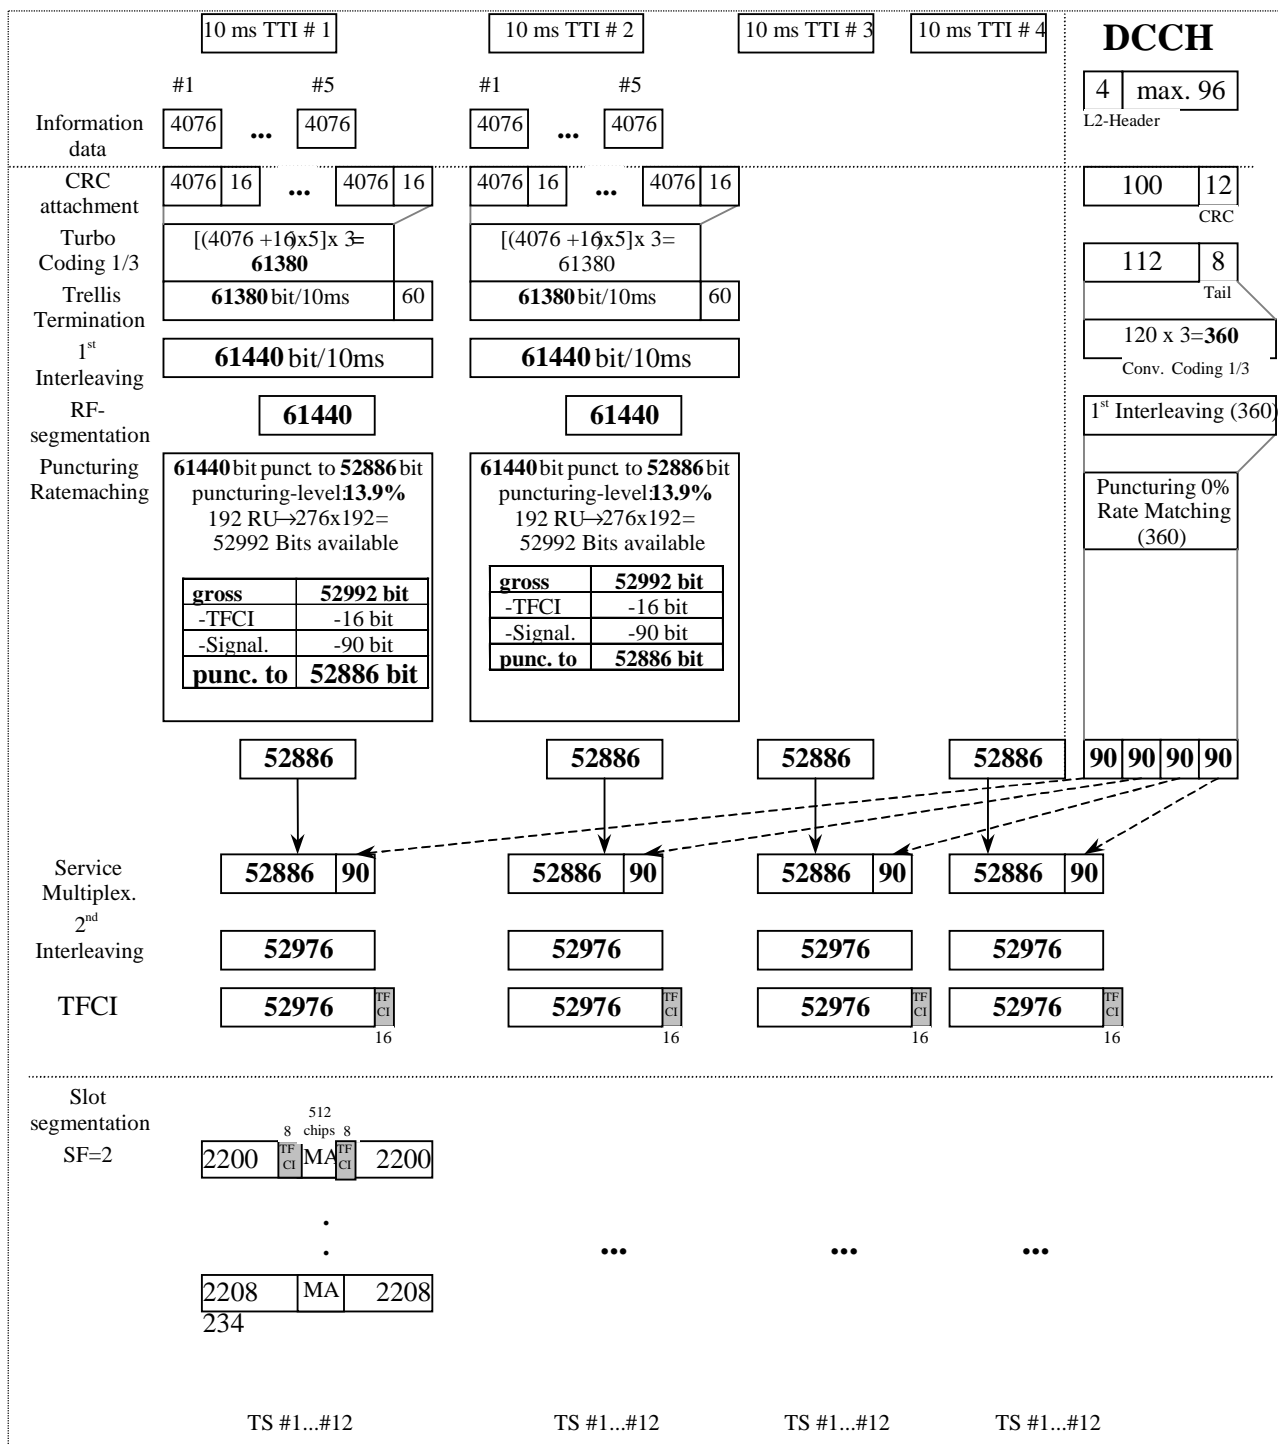 10 ms TTI # 1 10 ms TTI # 2 10 ms TTI # 3 10 ms TTI # 4 DCCH
#1 #5 #1 #5
4 max. 96
L2-Header
Information
data
4076 ... 4076 4076 ... 4076
CRC
attachment
4076 16 ... 4076 16 4076 16 ... 4076 16 100 12
CRC
Turbo
Coding 1/3
[(4076 +16)x5]x 3=
61380
[(4076 +16)x5]x 3=
61380
112 8
Tail
Trellis
Termination
61380 bit/10ms 60 61380 bit/10ms 60
120 x 3=360
Conv. Coding 1/3
1st
Interleaving
61440 bit/10ms 61440 bit/10ms
RF-
segmentation
61440 61440
1st Interleaving (360)
Puncturing
Ratemaching
61440 bit punct. to 52886 bit
puncturing-level:13.9%
192 RU→276x192=
52992 Bits available
gross 52992 bit
-TFCI -16 bit
-Signal. -90 bit
punc. to 52886 bit
61440 bit punct. to 52886 bit
puncturing-level:13.9%
192 RU→276x192=
52992 Bits available
gross 52992 bit
-TFCI -16 bit
-Signal. -90 bit
punc. to 52886 bit
Puncturing 0%
Rate Matching
(360)
52886 52886 52886 52886 90 90 90 90
Service
Multiplex.
52886 90 52886 90 52886 90 52886 90
2nd
Interleaving
52976 52976 52976 52976
TFCI
52976 TF CI 52976 TF CI 52976 TF CI 52976 TF CI
16 16 16 16
Slot
segmentation
SF=2
512
8 chips 8
2200 TF CI MA TF CI 2200
.
. ... ... ...
2208 MA 2208
234
TS #1...#12 TS #1...#12 TS #1...#12 TS #1...#12